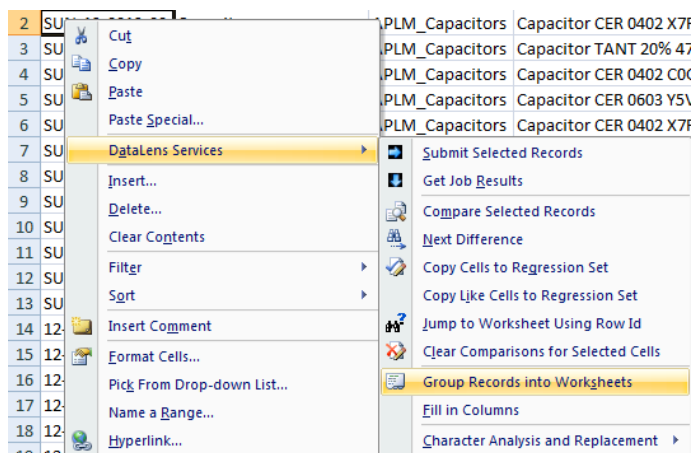 2 SU APLM_Capacitors Capacitor CER 0402 X7R
3 SU APLM_Capacitors Capacitor TANT 20% 47
4 SU APLM_Capacitors Capacitor CER 0402 C0G
5 SU APLM_Capacitors Capacitor CER 0603 Y5V
6 SU APLM_Capacitors Capacitor CER 0402 X7R
7 SU
8 SU
9 SU
10 SU
11 SU
12 SU
13 SU
14 12-
15 12-
16 12-
17 12-
18 12-
Cut
Copy
Paste
Paste Special...
DataLens Services
Insert...
Delete...
Clear Contents
Filter
Sort
Insert Comment
Format Cells...
Pick From Drop-down List...
Name a Range...
Hyperlink...
Submit Selected Records
Get Job Results
Compare Selected Records
Next Difference
Copy Cells to Regression Set
Copy Like Cells to Regression Set
Jump to Worksheet Using Row Id
Clear Comparisons for Selected Cells
Group Records into Worksheets
Fill in Columns
Character Analysis and Replacement